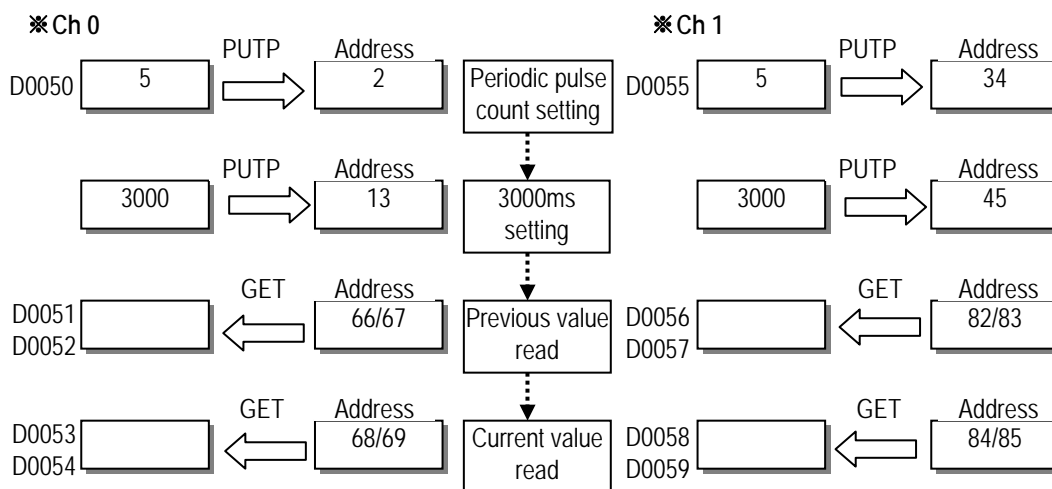 ※ Ch 0
※ Ch 1
PUTP
Address
D0050
5
2
Periodic pulse
count setting
D0055
5
PUTP
Address
34
PUTP
Address
3000
13
3000ms
setting
3000
PUTP
Address
45
D0051
D0052
GET
Address
66/67
Previous value
read
D0056
D0057
GET
Address
82/83
D0053
D0054
GET
Address
68/69
Current value
read
D0058
D0059
GET
Address
84/85